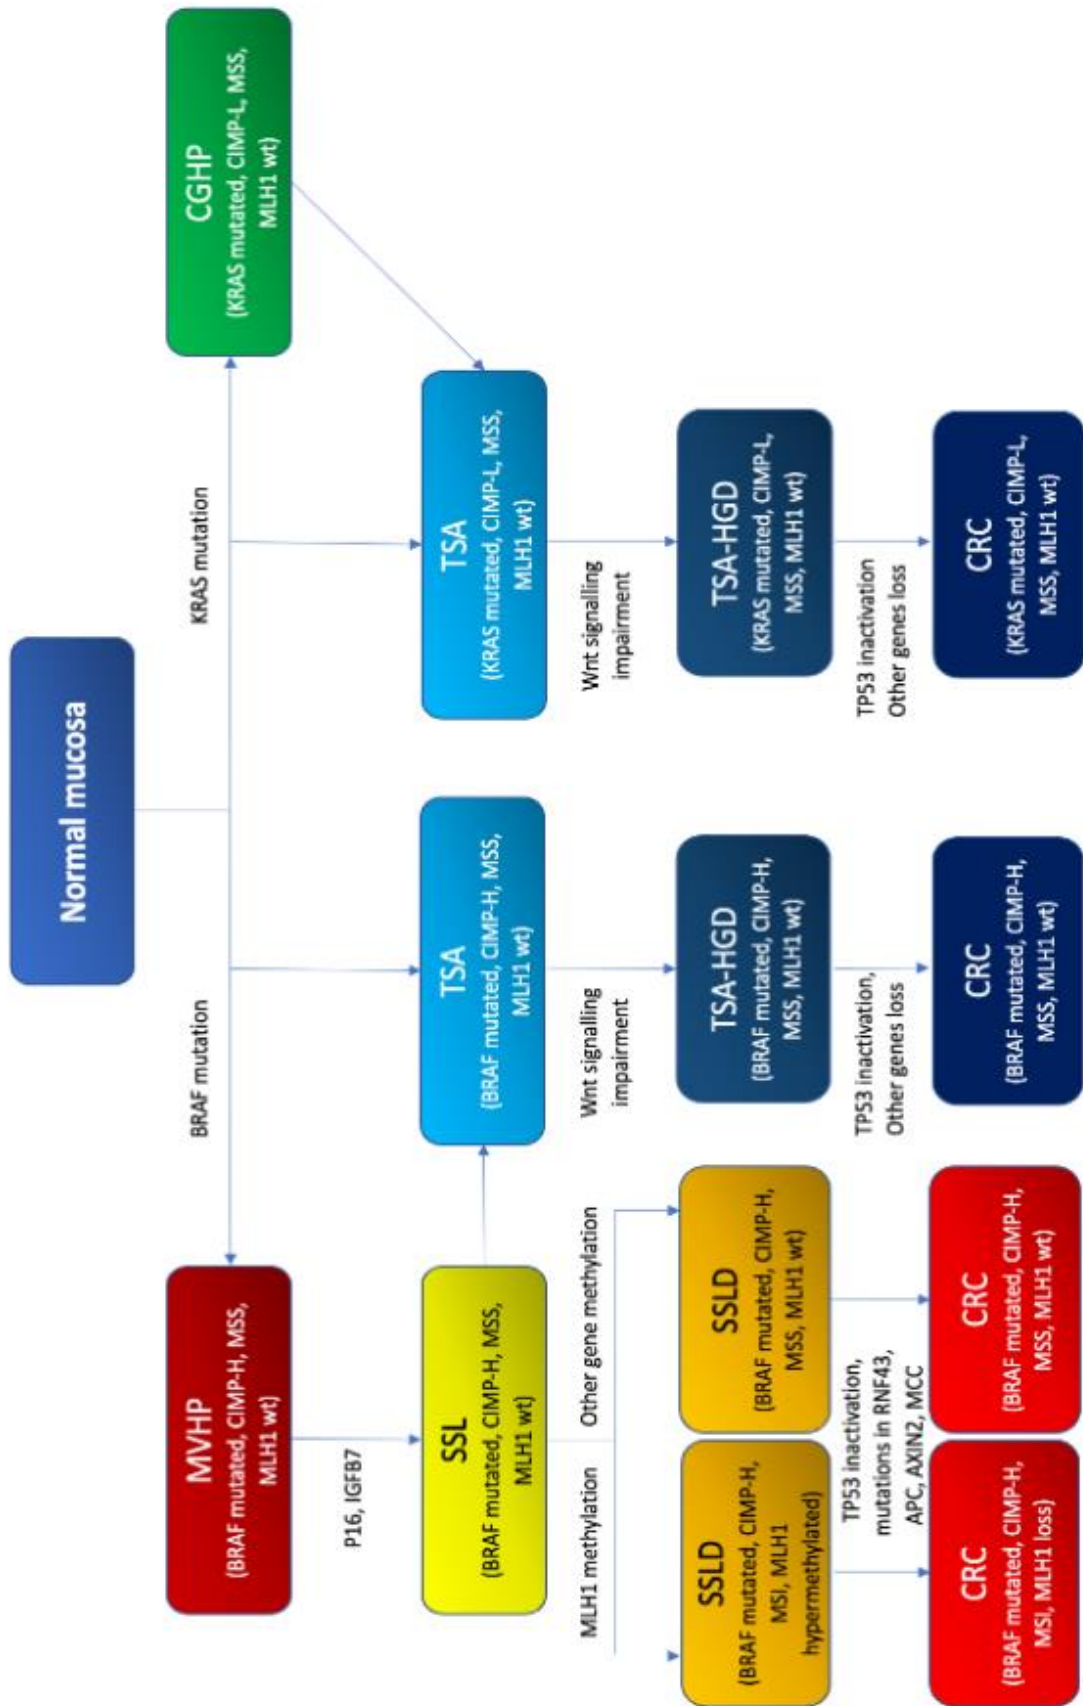 Normal mucosa
BRAF mutation
KRAS mutation
MVHP
(BRAF mutated, CIMP-H, MSS,
MLH1 wt)
CGHP
(KRAS mutated, CIMP-L, MSS,
MLH1 wt)
P16, IGFB7
SSL
(BRAF mutated, CIMP-H, MSS,
MLH1 wt)
TSA
(BRAF mutated, CIMP-H, MSS,
MLH1 wt)
TSA
(KRAS mutated, CIMP-L, MSS,
MLH1 wt)
MLH1 methylation
Other gene methylation
Wnt signalling
impairment
Wnt signalling
impairment
SSLD
(BRAF mutated, CIMP-H,
MSI, MLH1
hypermethylated)
SSLD
(BRAF mutated, CIMP-H,
MSS, MLH1 wt)
TSA-HGD
(BRAF mutated, CIMP-H,
MSS, MLH1 wt)
TSA-HGD
(KRAS mutated, CIMP-L,
MSS, MLH1 wt)
TP53 inactivation,
mutations in RNF43,
APC, AXIN2, MCC
TP53 inactivation,
Other genes loss
TP53 inactivation
Other genes loss
CRC
(BRAF mutated, CIMP-H,
MSI, MLH1 loss)
CRC
(BRAF mutated, CIMP-H,
MSS, MLH1 wt)
CRC
(BRAF mutated, CIMP-H,
MSS, MLH1 wt)
CRC
(KRAS mutated, CIMP-L,
MSS, MLH1 wt)